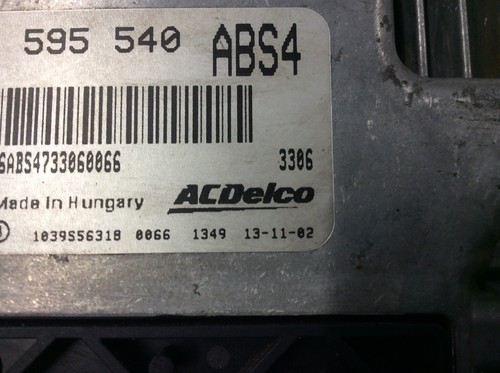 595 540 ABS4
6ABS4733060066 3306
Made in Hungary ACDelco
1039S56318 0066 1349 13-11-02